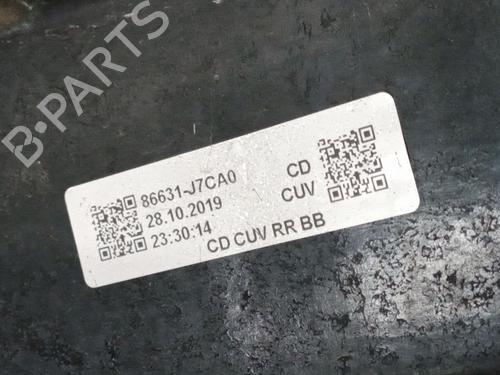 B-PARTS
86631-J7CA0
28.10.2019
23:30:14
CD
CUV
CD CUV RR BB